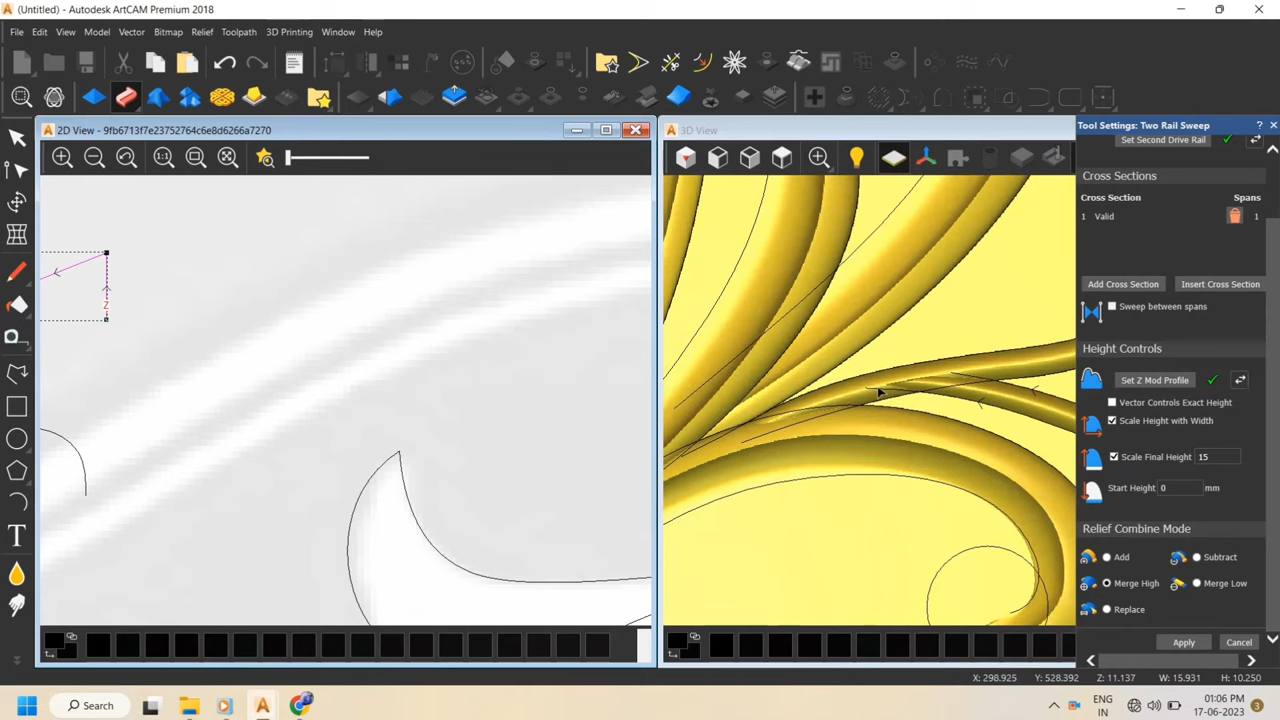 (Untitled) - Autodesk ArtCAM Premium 2018
File Edit View Model Vector Bitmap Relief Toolpath 3D Printing Window Help
2D View - 9fb6713f7e23752764c6e8d6266a7270
3D View
Tool Settings: Two Rail Sweep ? ×
Set Second Drive Rail
Cross Sections
Cross Section Spans
1 Valid 1
Add Cross Section Insert Cross Section
Sweep between spans
Height Controls
Set Z Mod Profile
Vector Controls Exact Height
Scale Height with Width
Scale Final Height 15
Start Height 0 mm
Relief Combine Mode
Add Subtract
Merge High Merge Low
Replace
Apply Cancel
X: 298.925 Y: 528.392 Z: 11.137 W: 15.931 H: 10.250
Search
ENG
IN
01:06 PM
17-06-2023
3